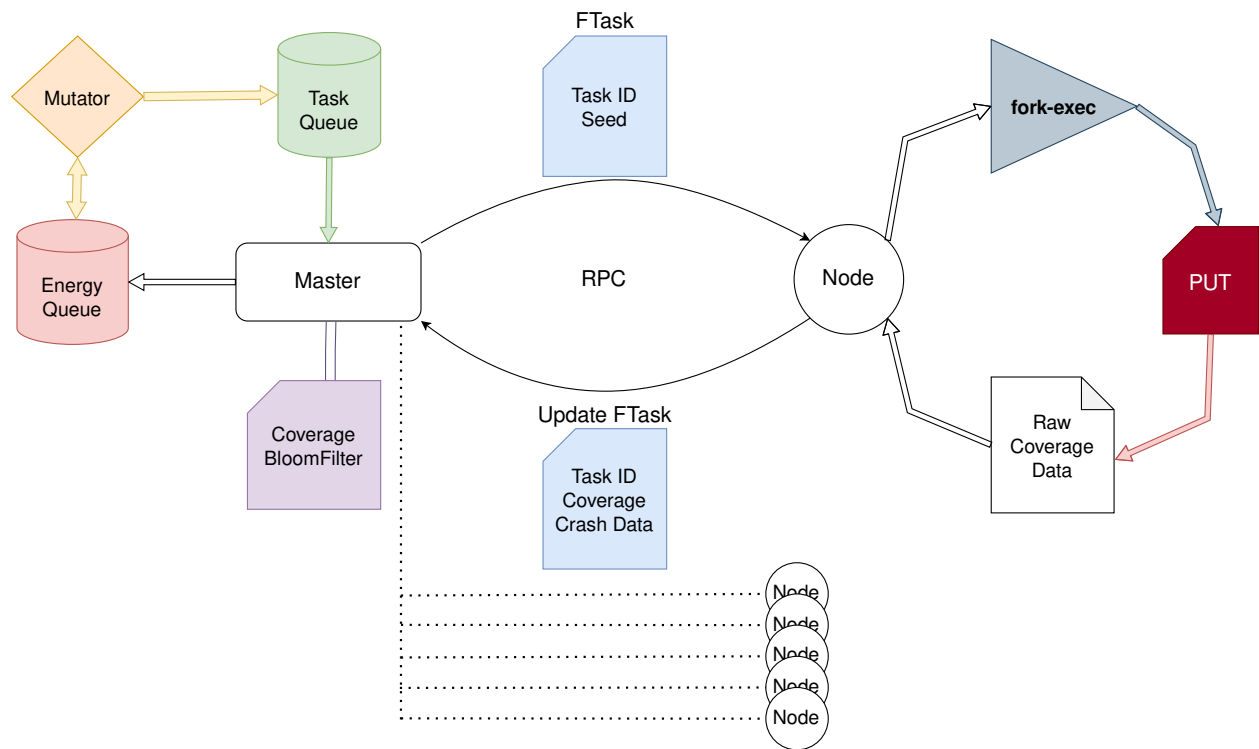 FTask
Mutator
Task
Queue
Task ID
Seed
fork-exec
Energy
Queue
Master
RPC
Node
PUT
Coverage
BloomFilter
Update FTask
Task ID
Coverage
Crash Data
Raw
Coverage
Data
Node
Node
Node
Node
Node